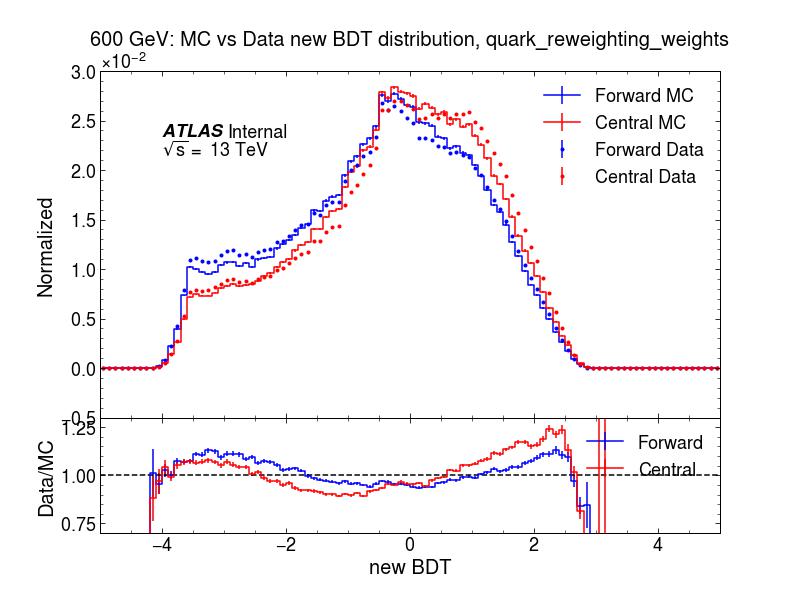 600 GeV: MC vs Data new BDT distribution, quark_reweighting_weights
×10⁻²
3.0
2.5
2.0
1.5
1.0
0.5
0.0
−0.5
Normalized
ATLAS Internal
√s = 13 TeV
Forward MC
Central MC
Forward Data
Central Data
1.25
1.00
0.75
Data/MC
Forward
Central
−4 −2 0 2 4
new BDT